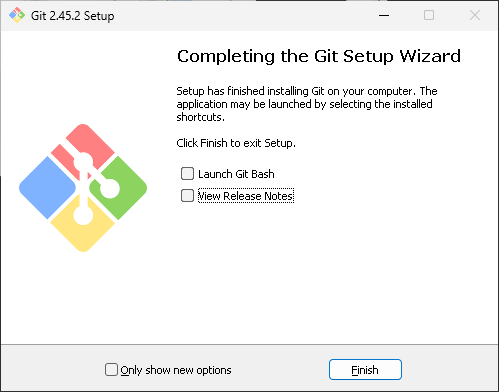 Git 2.45.2 Setup
Completing the Git Setup Wizard
Setup has finished installing Git on your computer. The
application may be launched by selecting the installed
shortcuts.
Click Finish to exit Setup.
Launch Git Bash
View Release Notes
Only show new options
Finish